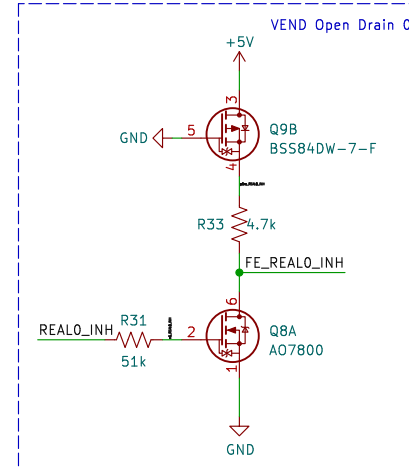 VEND Open Drain
+5V
3
Q9B
GND
5
BSS84DW-7-F
4
R33
4.7k
FE_REAL0_INH
6
REAL0_INH
R31
2
Q8A
51k
AO7800
1
GND